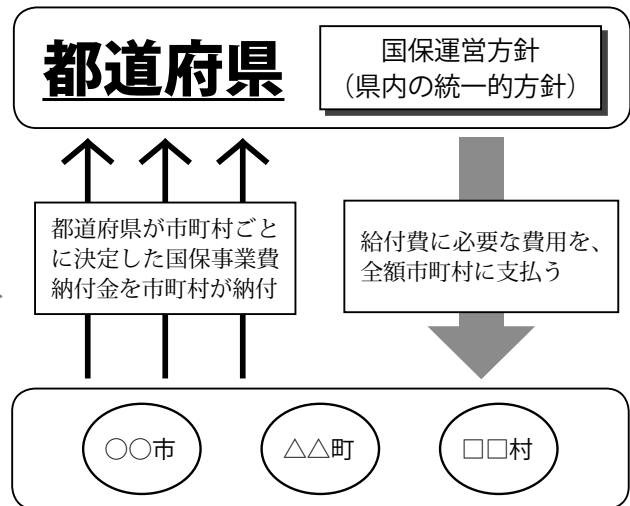 都道府県
国保運営方針
（県内の統一的方針）
都道府県が市町村ごと
に決定した国保事業費
納付金を市町村が納付
給付費に必要な費用を、
全額市町村に支払う
○○市
△△町
□□村